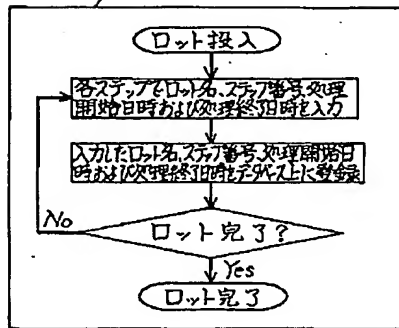 ロット投入
各ステップでロット名、ステップ番号、処理
開始日時および処理終了日時を入力
入力したロット名、ステップ番号、処理開始日
時および処理終了日時をデータベース上に登録
ロット完了?
No
Yes
ロット完了